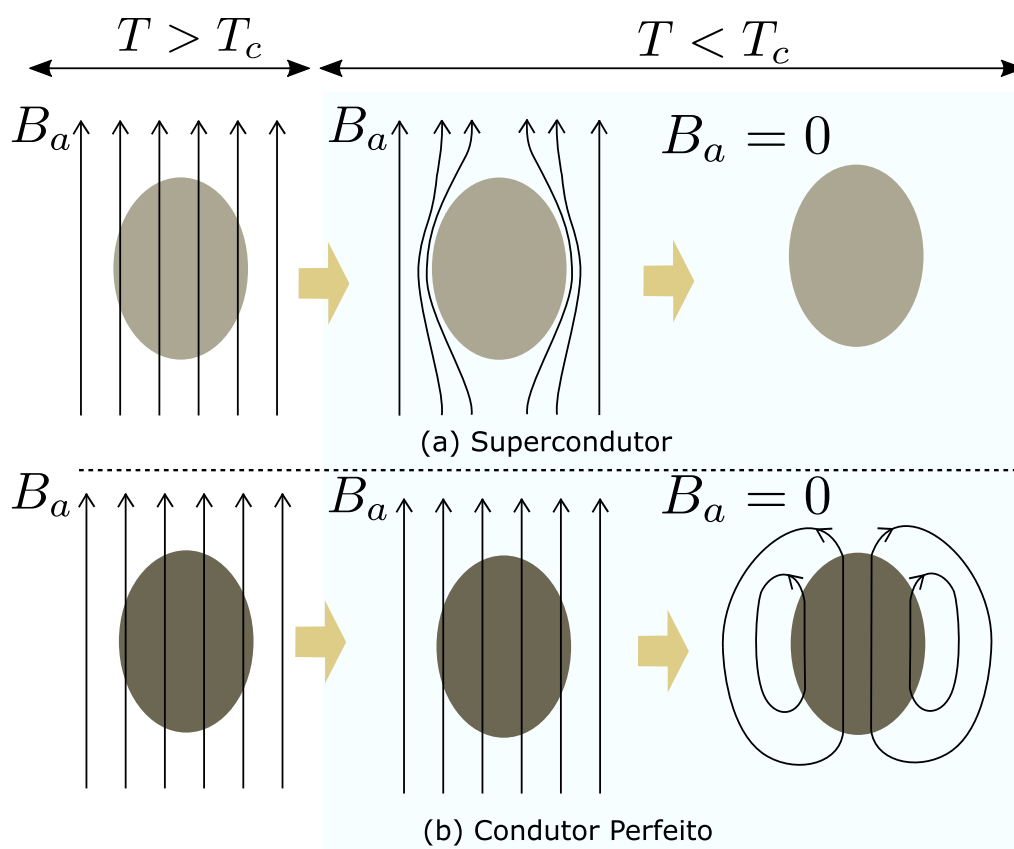 T > T_c
T < T_c
B_a
B_a
B_a = 0
(a) Supercondutor
B_a
B_a
B_a = 0
(b) Condutor Perfeito